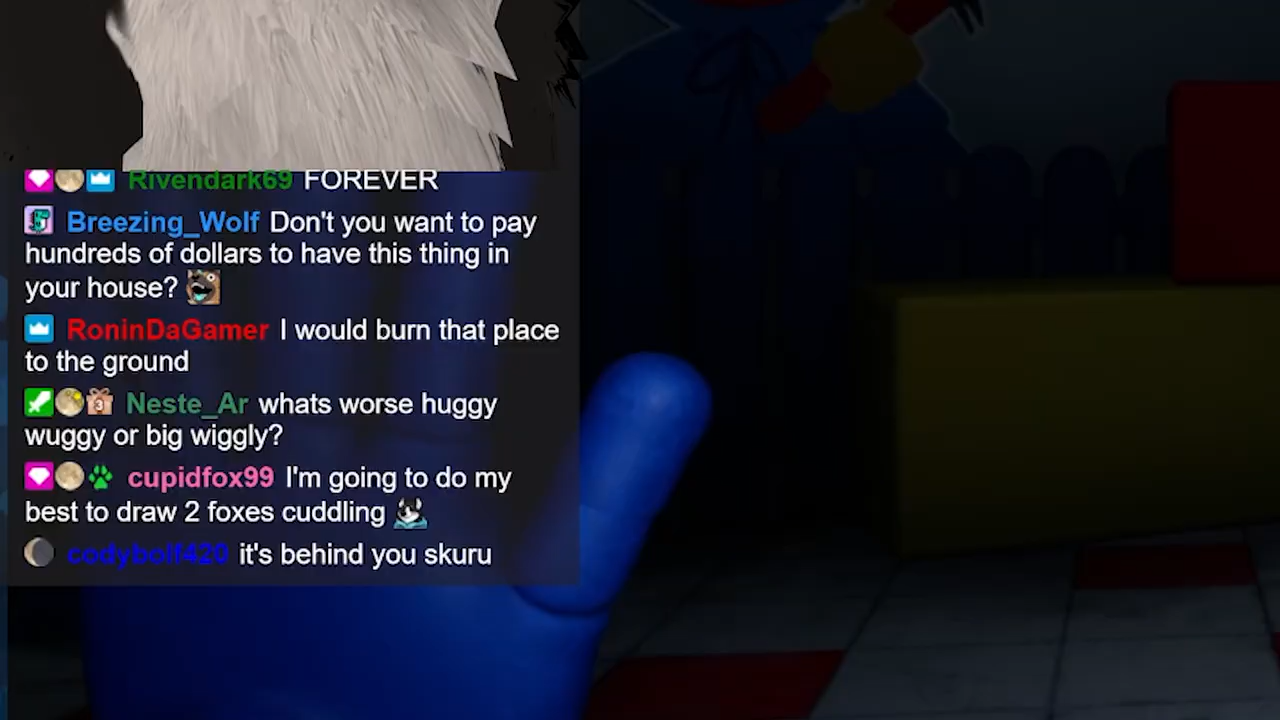 Rivendark69 FOREVER
Breezing_Wolf Don't you want to pay
hundreds of dollars to have this thing in
your house?
RoninDaGamer I would burn that place
to the ground
3 Neste_Ar whats worse huggy
wuggy or big wiggly?
cupidfox99 I'm going to do my
best to draw 2 foxes cuddling
codybolf420 it's behind you skuru